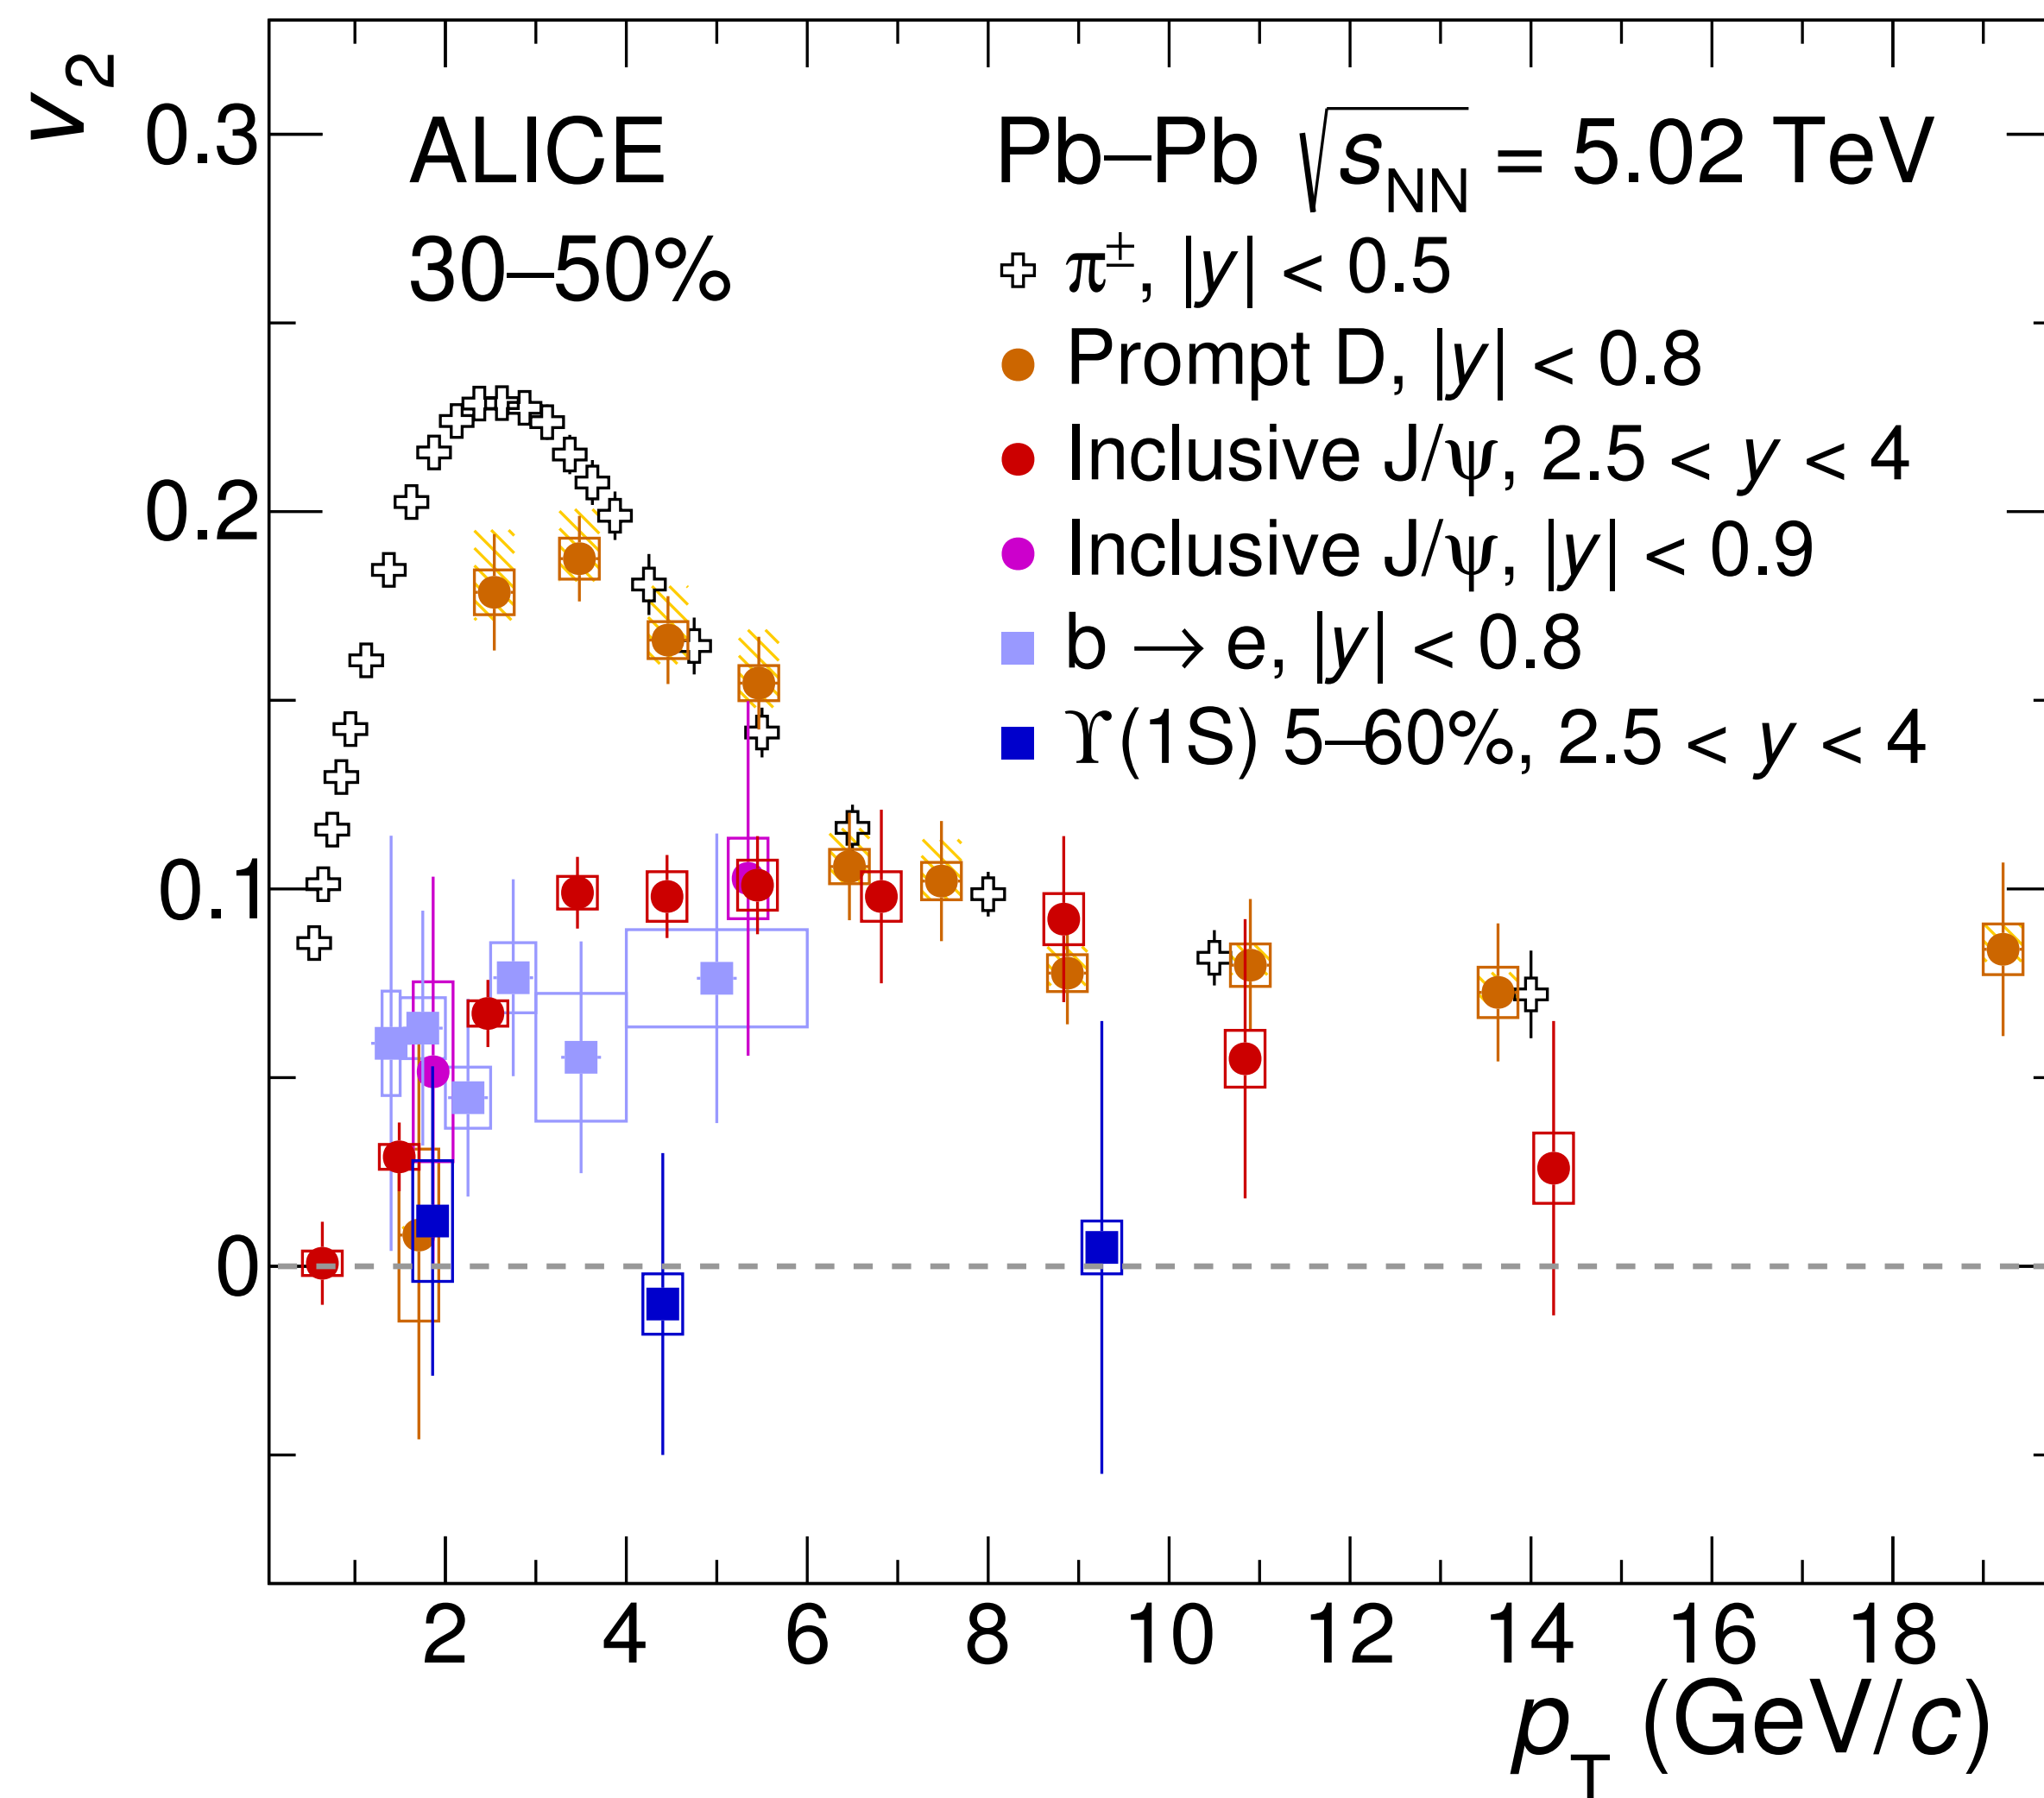 v2
0.3
0.2
0.1
0
ALICE
30–50%
Pb–Pb √sNN = 5.02 TeV
π±, |y| < 0.5
Prompt D, |y| < 0.8
Inclusive J/ψ, 2.5 < y < 4
Inclusive J/ψ, |y| < 0.9
b → e, |y| < 0.8
ϒ(1S) 5–60%, 2.5 < y < 4
2 4 6 8 10 12 14 16 18
pT (GeV/c)